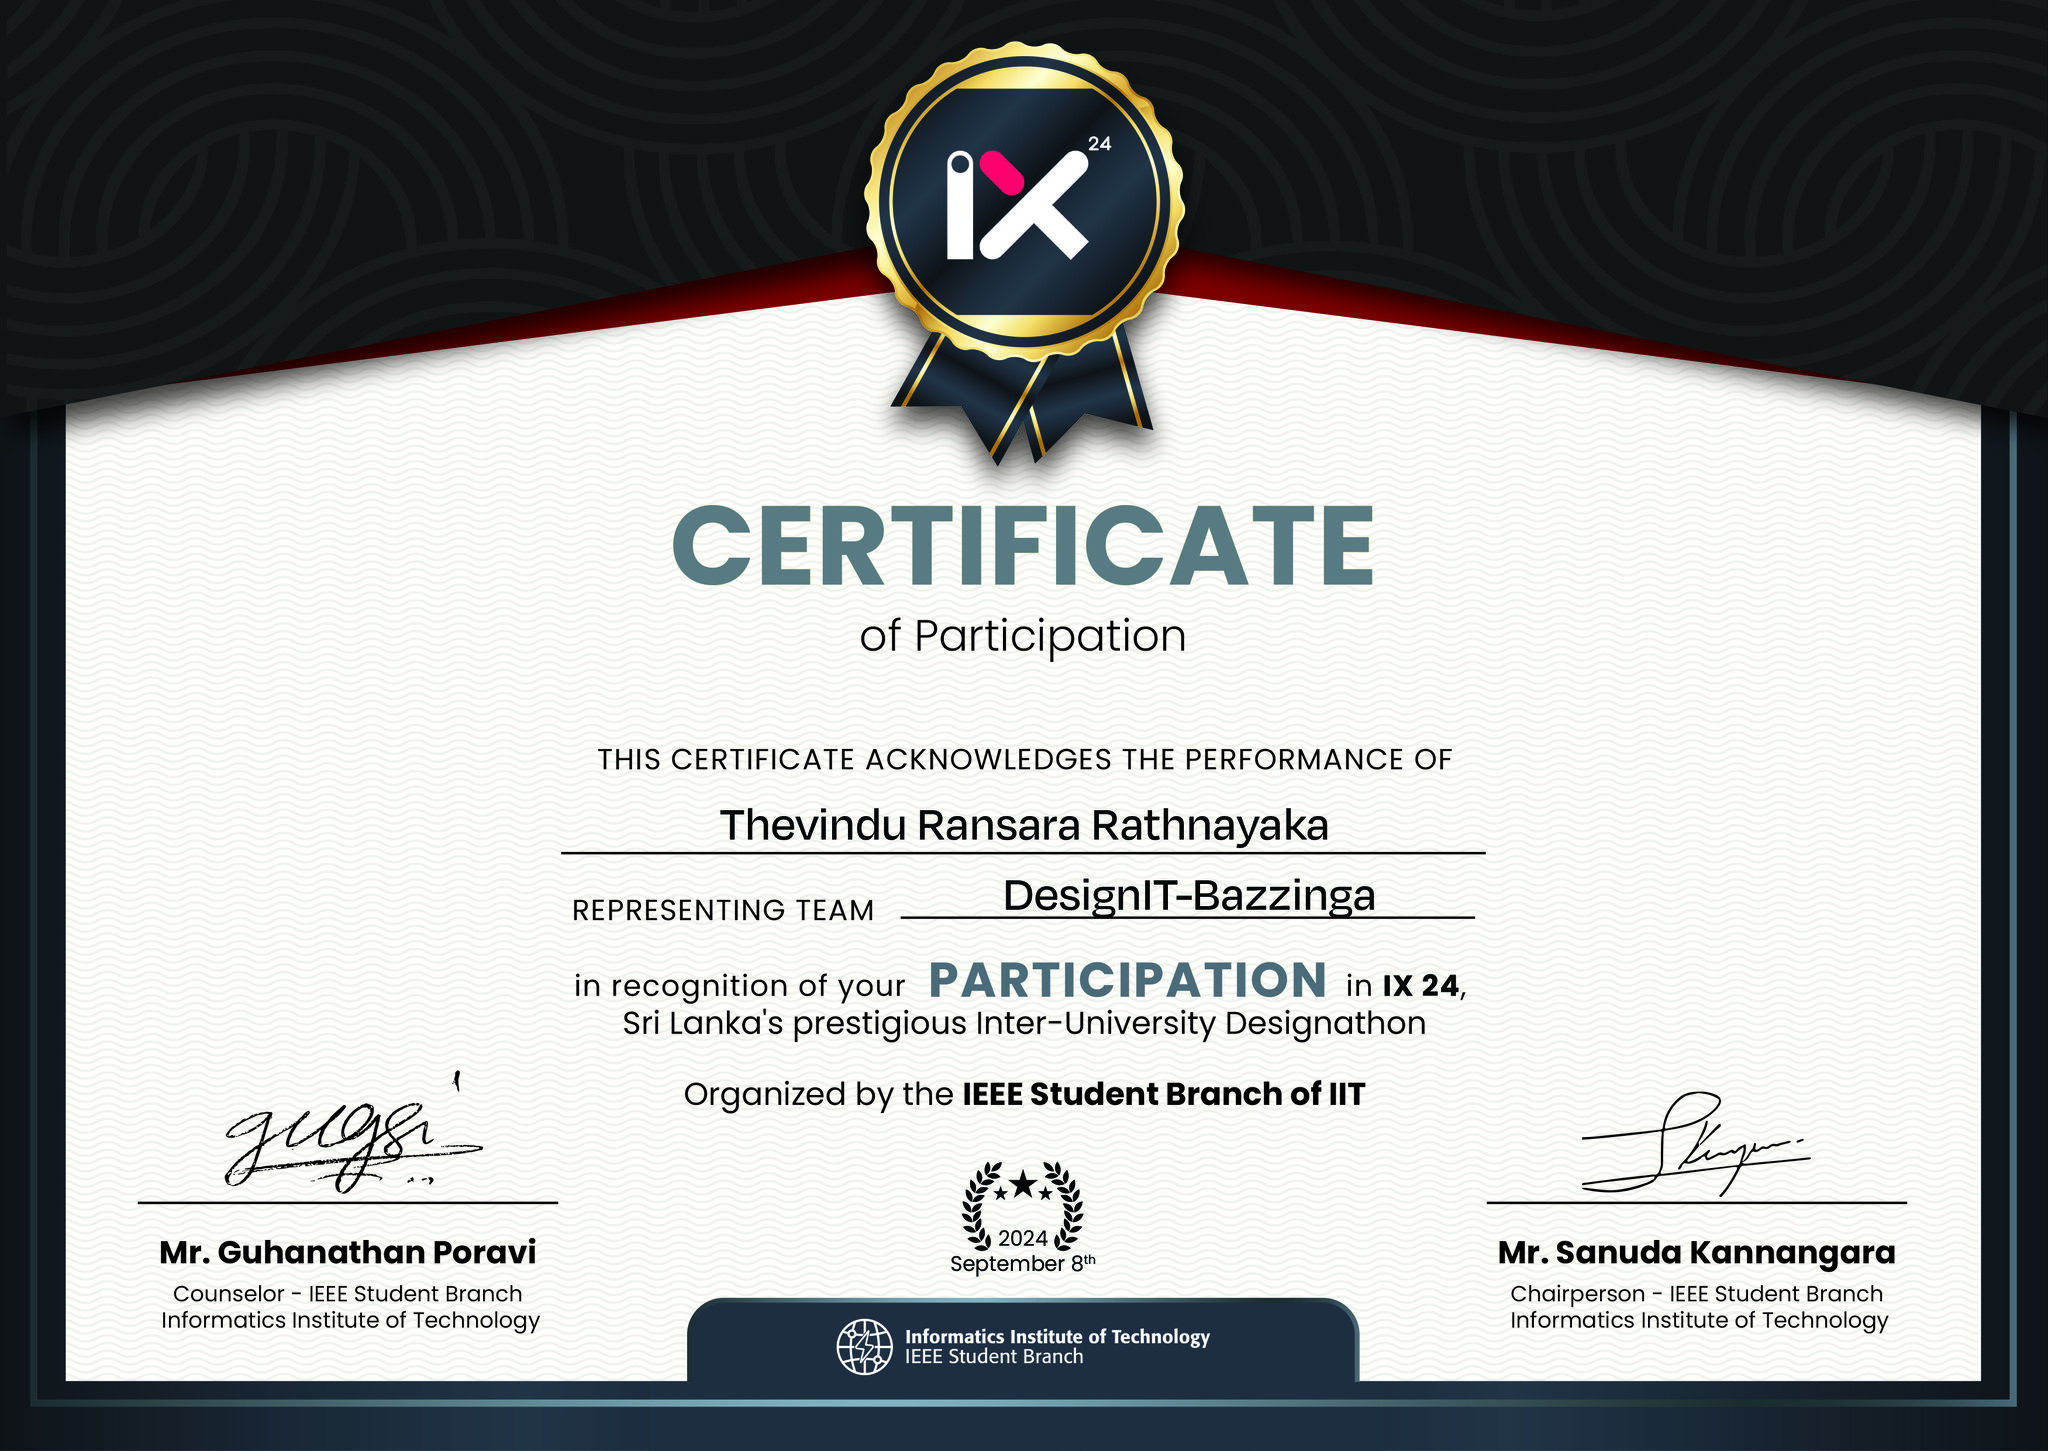 IX 24
CERTIFICATE
of Participation
THIS CERTIFICATE ACKNOWLEDGES THE PERFORMANCE OF
Thevindu Ransara Rathnayaka
REPRESENTING TEAM DesignIT-Bazzinga
in recognition of your PARTICIPATION in IX 24,
Sri Lanka's prestigious Inter-University Designathon
Organized by the IEEE Student Branch of IIT
Mr. Guhanathan Poravi
Counselor - IEEE Student Branch
Informatics Institute of Technology
2024
September 8th
Mr. Sanuda Kannangara
Chairperson - IEEE Student Branch
Informatics Institute of Technology
Informatics Institute of Technology
IEEE Student Branch